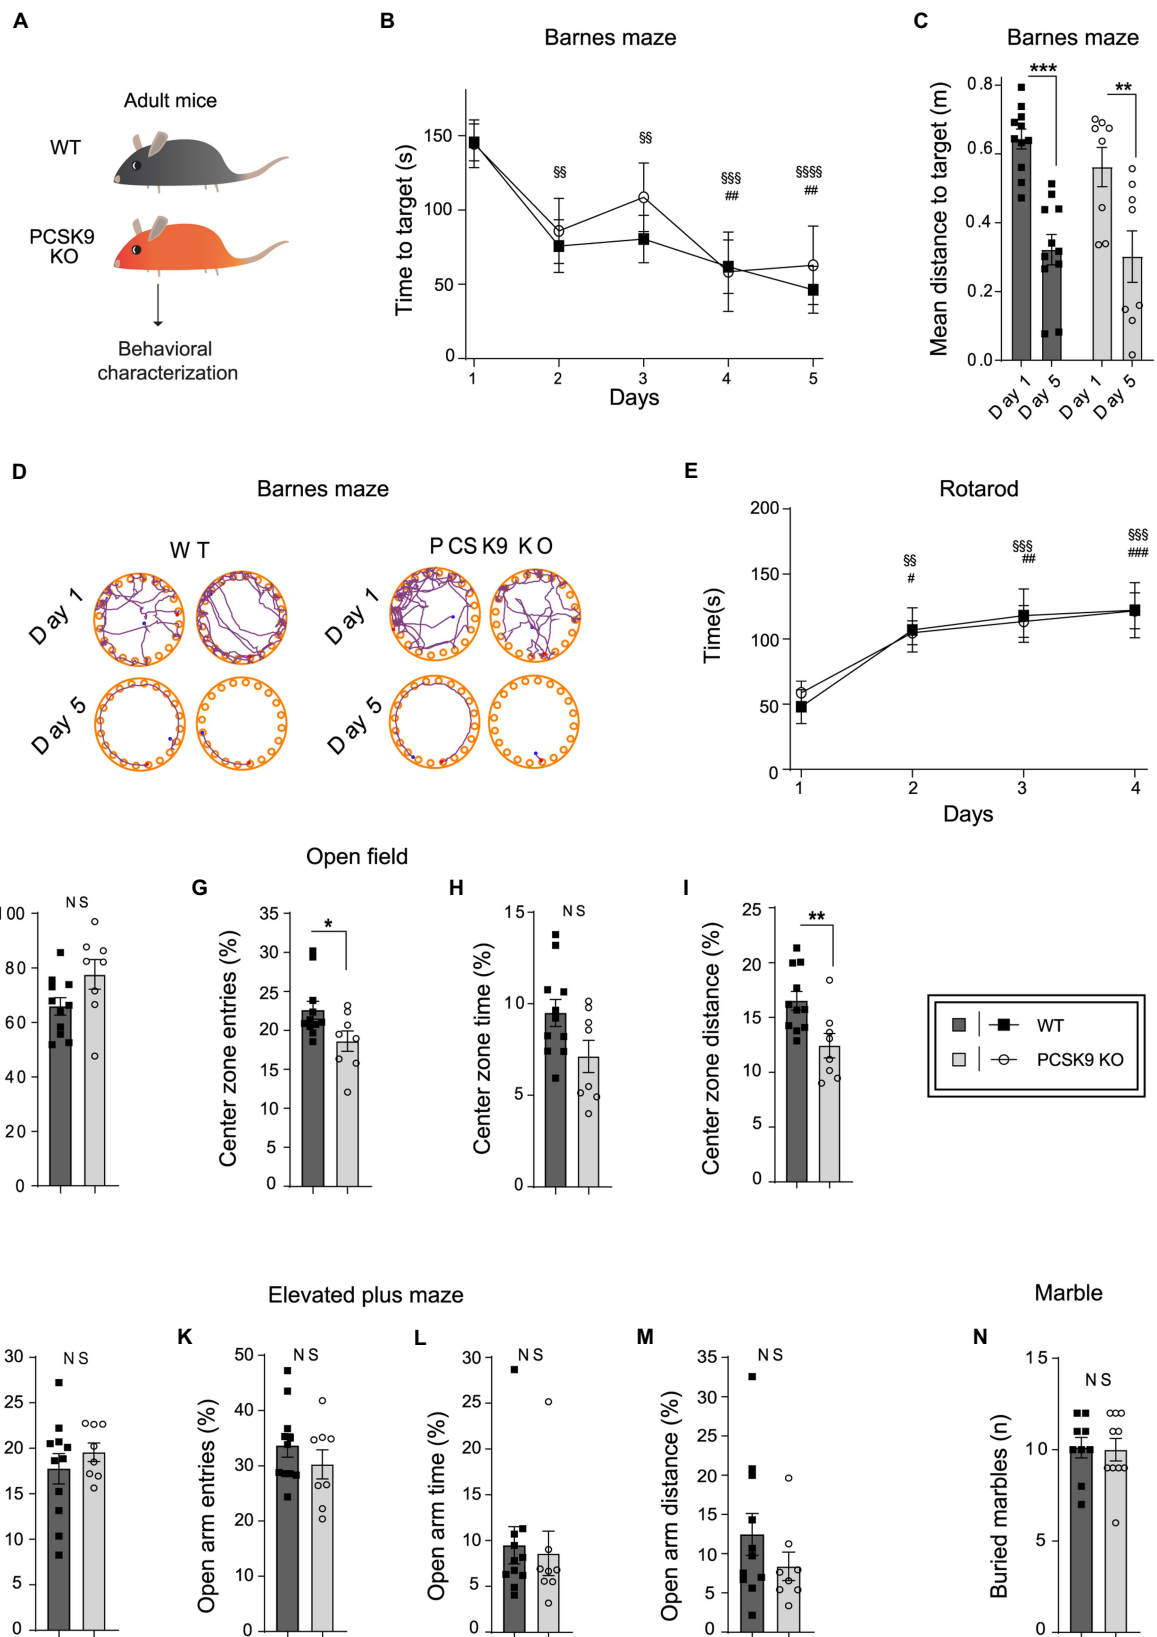 A
Adult mice
WT
PCSK9
KO
Behavioral
characterization
B
Barnes maze
Time to target (s)
150
100
50
0
§§
§§
§§§
##
§§§§
##
1 2 3 4 5
Days
C
Barnes maze
Mean distance to target (m)
0.8
0.6
0.4
0.2
0.0
***
**
Day 1
Day 5
Day 1
Day 5
D
Barnes maze
WT
PCSK9 KO
Day 1
Day 5
Day 1
Day 5
E
Rotarod
Time(s)
200
150
100
50
0
§§
#
§§§
##
§§§
###
1 2 3 4
Days
Open field
100
80
60
40
20
0
NS
G
Center zone entries (%)
35
30
25
20
15
10
5
0
*
H
Center zone time (%)
15
10
5
0
NS
I
Center zone distance (%)
25
20
15
10
5
0
**
WT
PCSK9 KO
Elevated plus maze
30
25
20
15
10
5
0
NS
K
Open arm entries (%)
50
40
30
20
10
0
NS
L
Open arm time (%)
30
25
20
15
10
5
0
NS
M
Open arm distance (%)
35
30
25
20
15
10
5
0
NS
Marble
N
Buried marbles (n)
15
10
5
0
NS